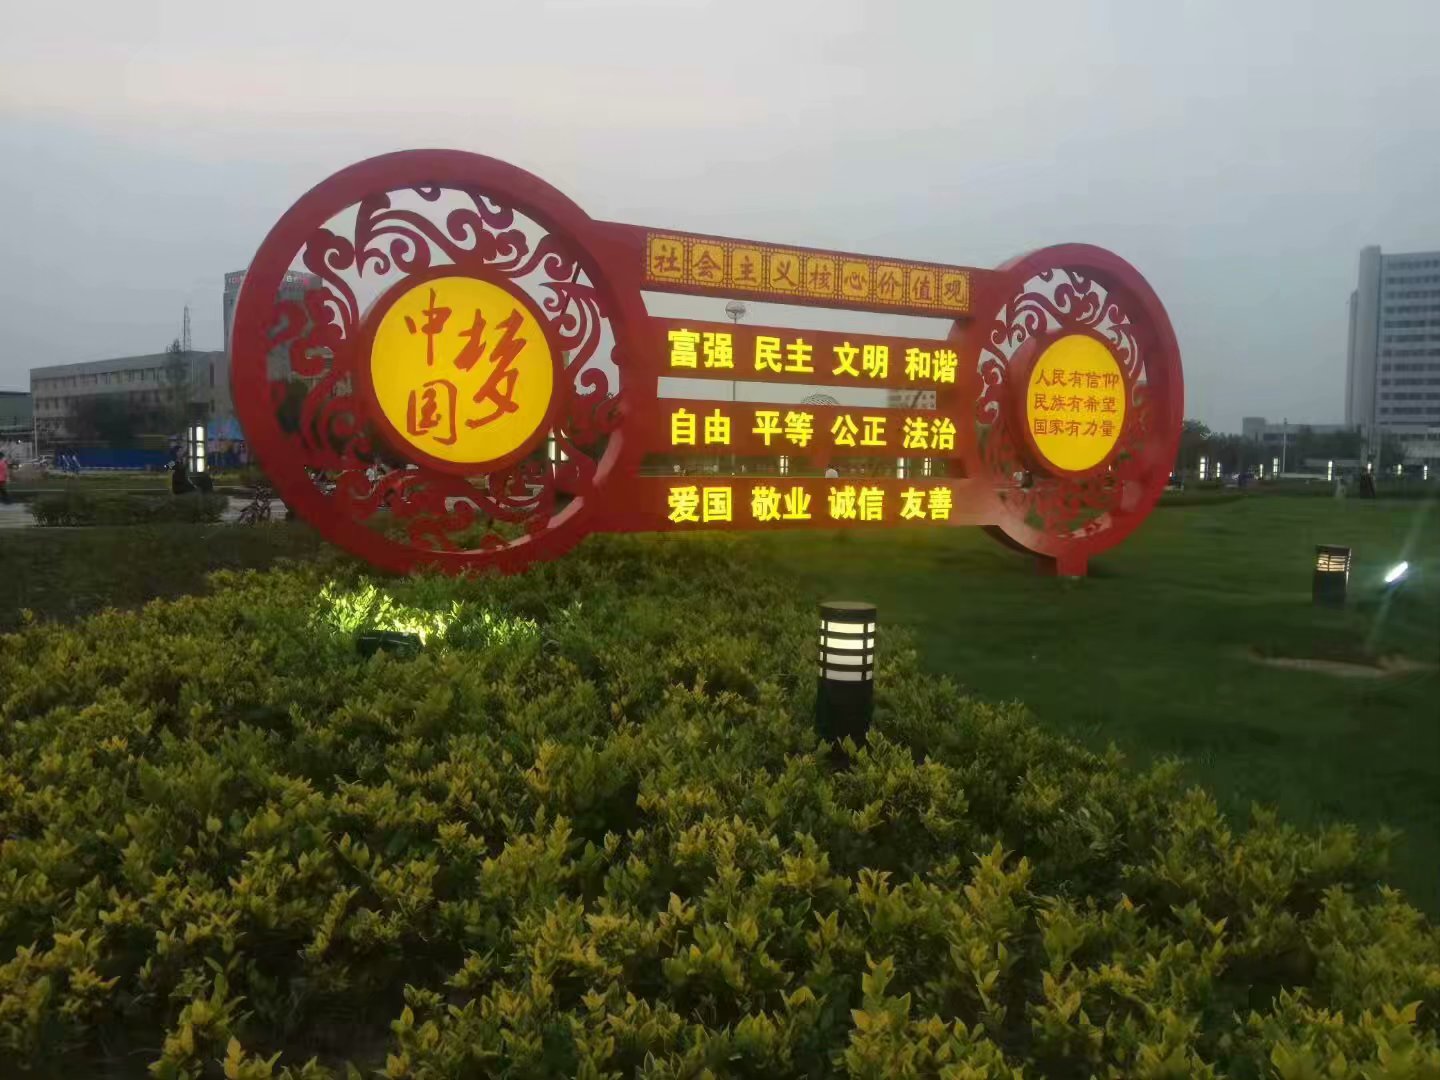 中国梦
社会主义核心价值观
富强 民主 文明 和谐
自由 平等 公正 法治
爱国 敬业 诚信 友善
人民有信仰
民族有希望
国家有力量